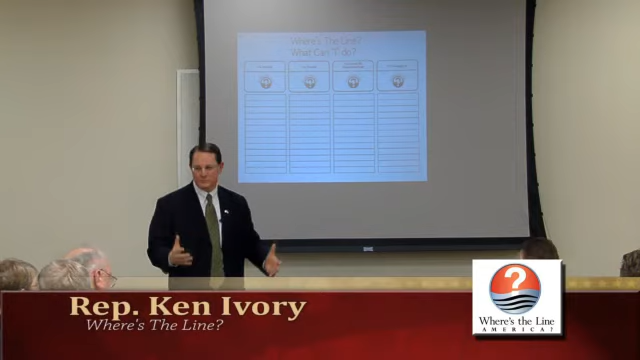 Where's The Line?
What Can "I" do?
Rep. Ken Ivory
Where's The Line?
?
Where's the Line
AMERICA?